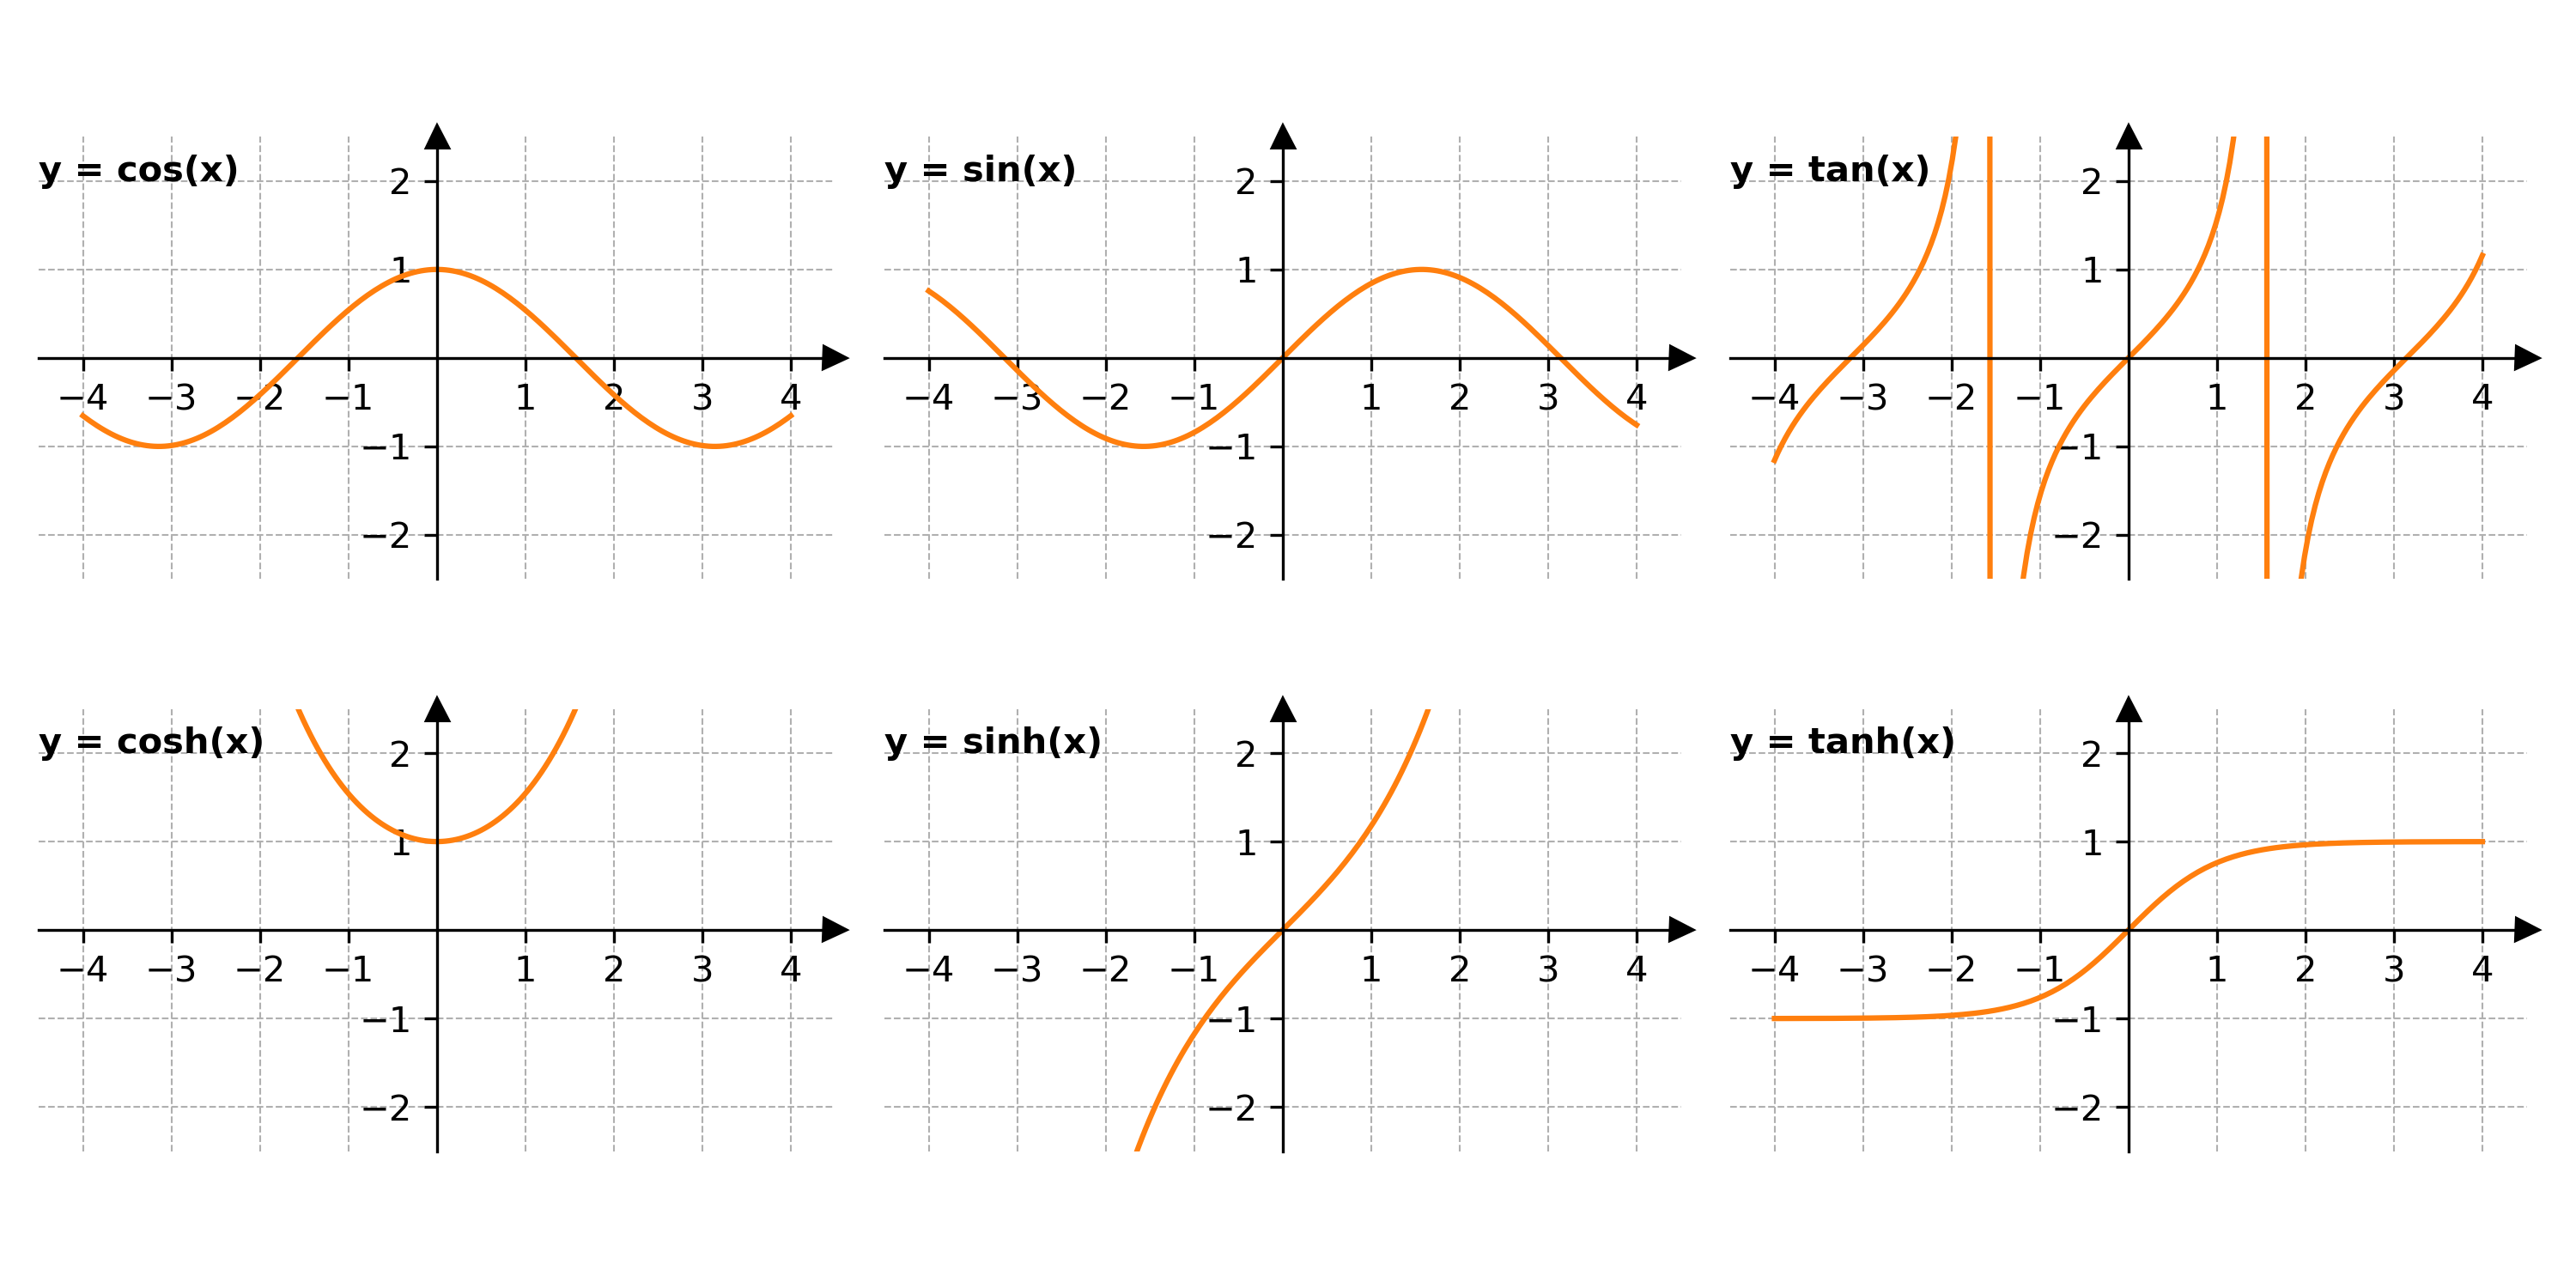 y = cos(x)
2
1
−4 −3 −2 −1 1 2 3 4
−1
−2
y = sin(x)
2
1
−4 −3 −2 −1 1 2 3 4
−1
−2
y = tan(x)
2
1
−4 −3 −2 −1 1 2 3 4
−1
−2
y = cosh(x)
2
1
−4 −3 −2 −1 1 2 3 4
−1
−2
y = sinh(x)
2
1
−4 −3 −2 −1 1 2 3 4
−1
−2
y = tanh(x)
2
1
−4 −3 −2 −1 1 2 3 4
−1
−2